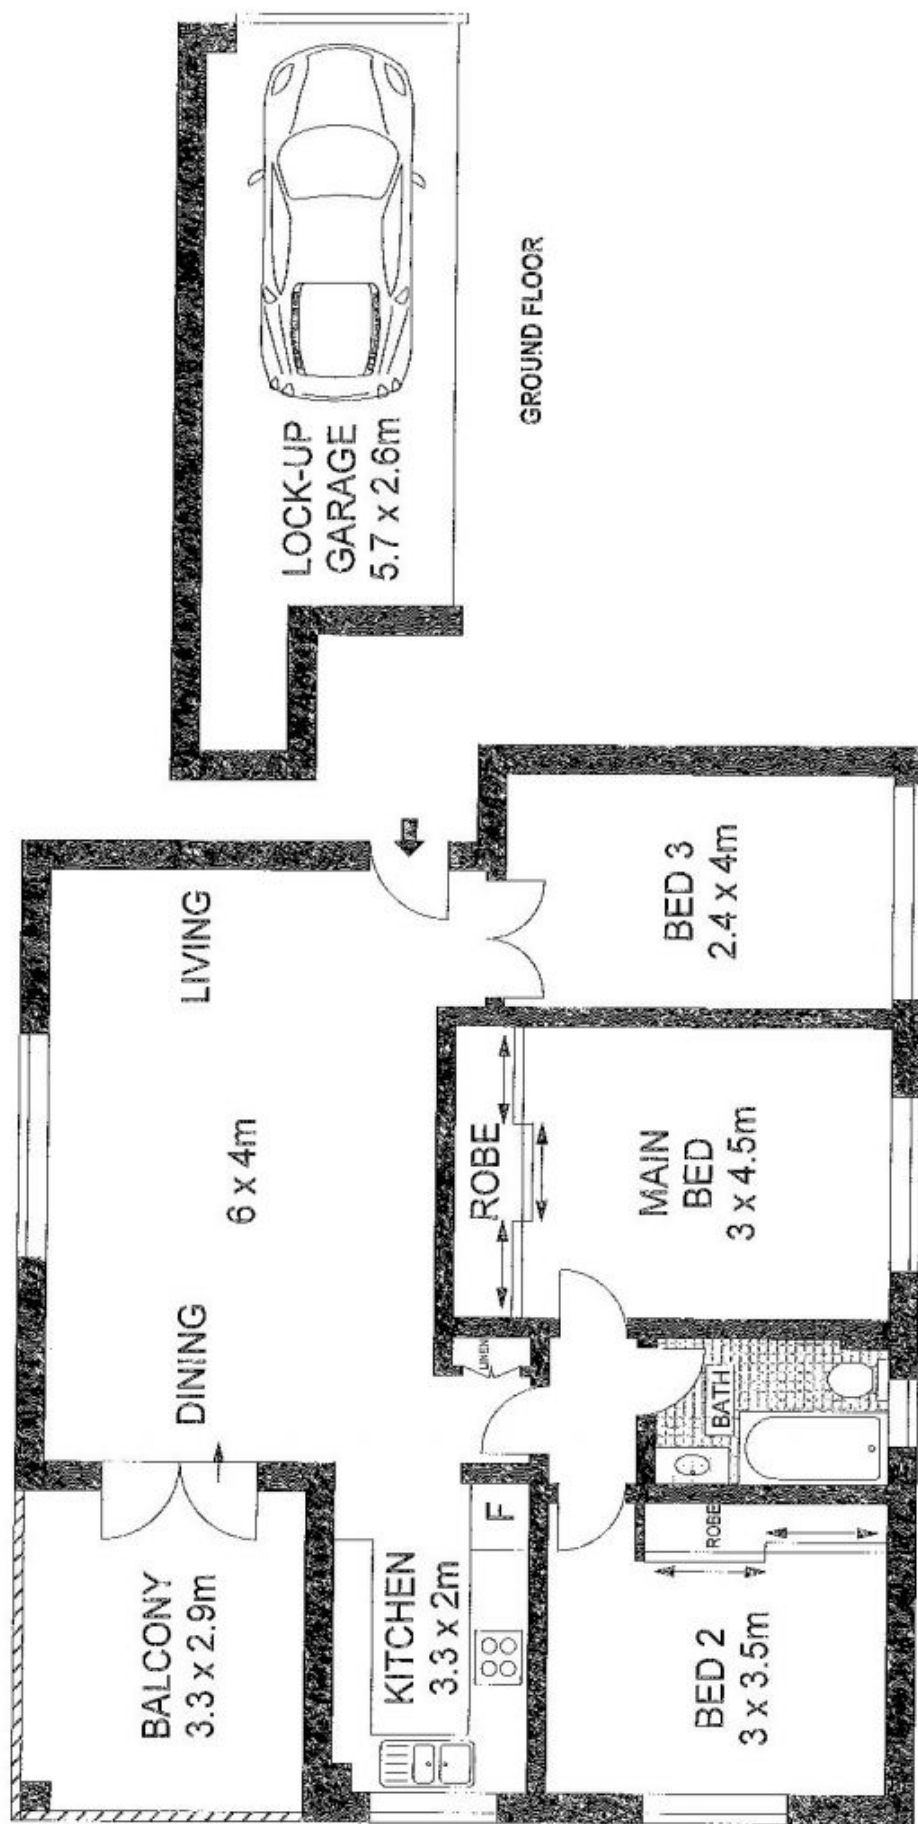 BALCONY
3.3 x 2.9m
DINING
6 x 4m
LIVING
KITCHEN
3.3 x 2m
F
LINEN
ROBE
BED 2
3 x 3.5m
ROBE
BATH
MAIN
BED
3 x 4.5m
BED 3
2.4 x 4m
LOCK-UP
GARAGE
5.7 x 2.6m
GROUND FLOOR